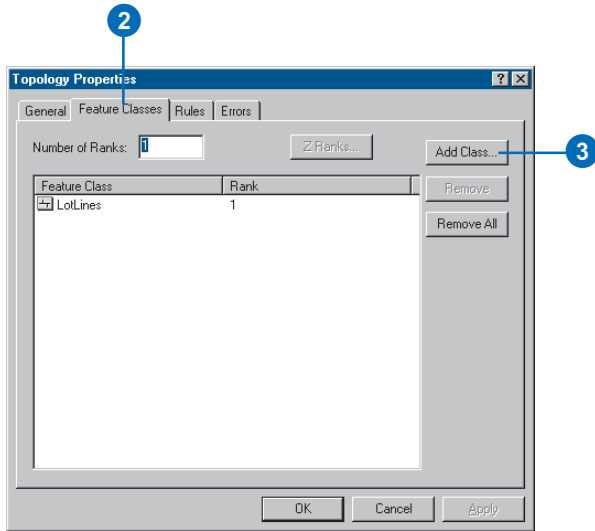 2
Topology Properties
General Feature Classes Rules Errors
Number of Ranks: 1 Z Ranks... Add Class... 3
Feature Class Rank Remove
LotLines 1
Remove All
OK Cancel Apply